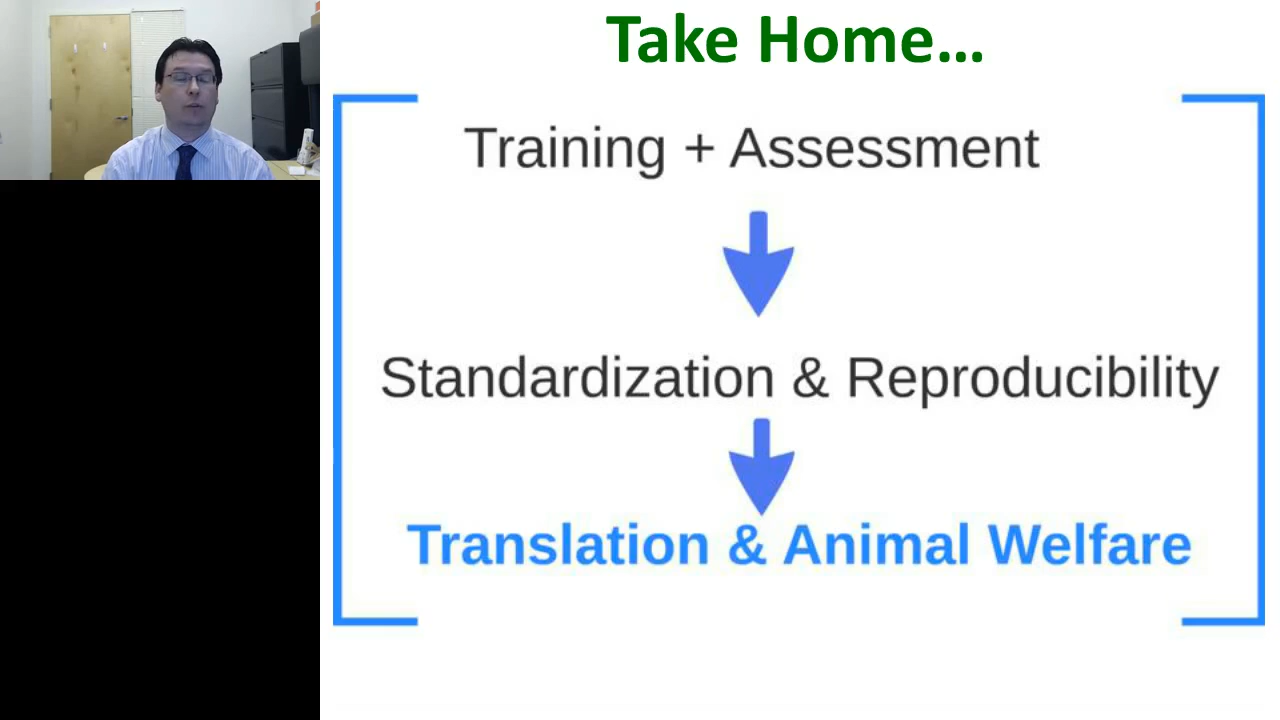 Take Home…
Training + Assessment
Standardization & Reproducibility
Translation & Animal Welfare